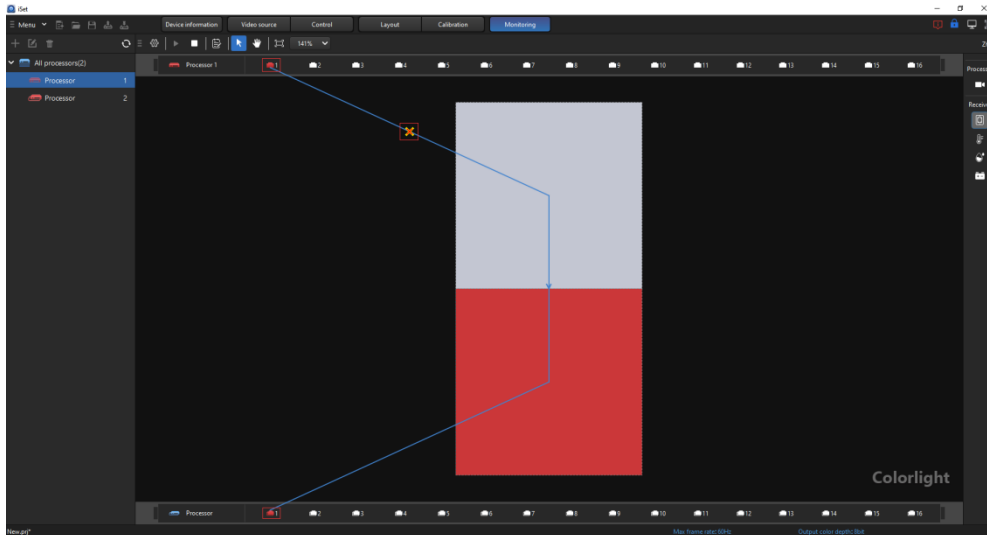 iSet
Menu
Device information Video source Control Layout Calibration Monitoring
141%
All processors(2)
Processor 1
Processor 2
Processor 1 1 2 3 4 5 6 7 8 9 10 11 12 13 14 15 16
Colorlight
Processor 1 2 3 4 5 6 7 8 9 10 11 12 13 14 15 16
New.prj*
Max frame rate: 60Hz Output color depth: 8bit